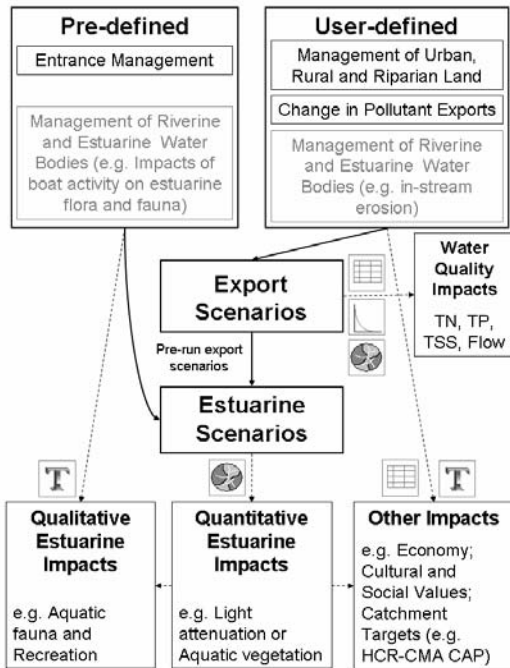 Pre-defined
Entrance Management
Management of Riverine
and Estuarine Water
Bodies (e.g. Impacts of
boat activity on estuarine
flora and fauna)
User-defined
Management of Urban,
Rural and Riparian Land
Change in Pollutant Exports
Management of Riverine
and Estuarine Water
Bodies (e.g. in-stream
erosion)
Export
Scenarios
Water
Quality
Impacts
TN, TP,
TSS, Flow
Pre-run export
scenarios
Estuarine
Scenarios
T
T
Qualitative
Estuarine
Impacts
e.g. Aquatic
fauna and
Recreation
Quantitative
Estuarine
Impacts
e.g. Light
attenuation or
Aquatic vegetation
Other Impacts
e.g. Economy;
Cultural and
Social Values;
Catchment
Targets (e.g.
HCR-CMA CAP)